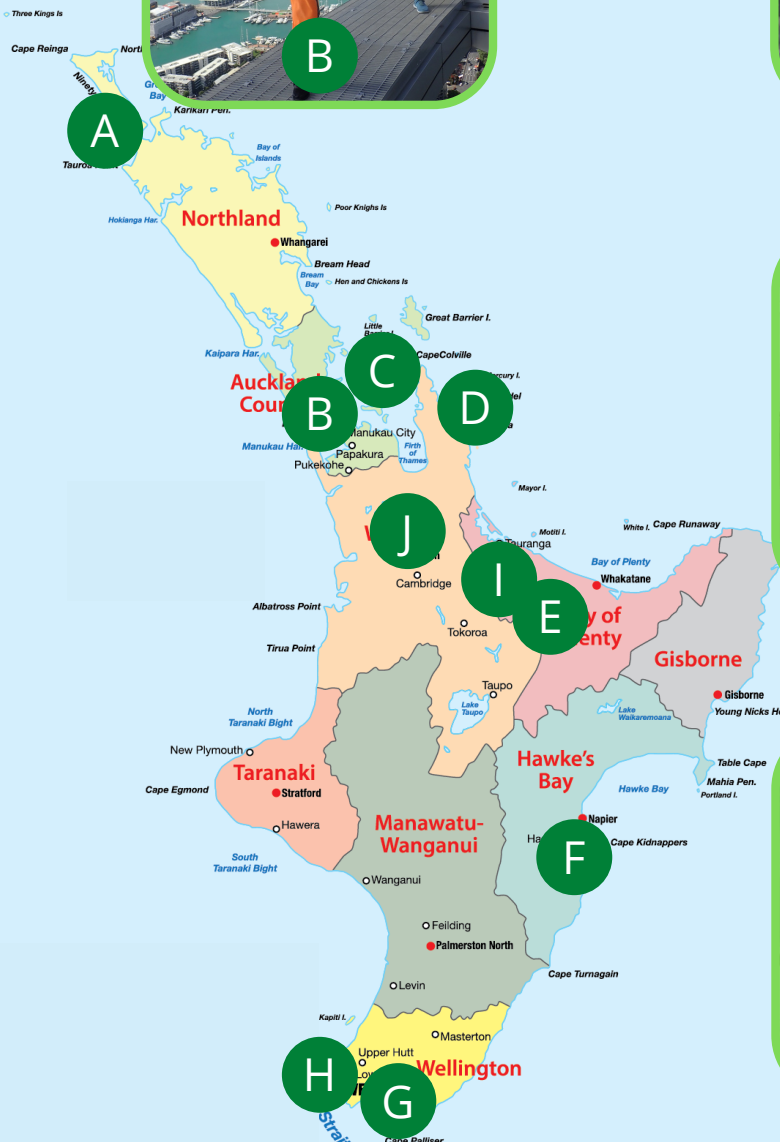 Three Kings Is
Cape Reinga
B
Karikari Pen.
A
Bay of
Islands
Hokianga Har.
Poor Knighs Is
Northland
Whangarei
Bream Head
Bream
Bay
Hen and Chickens Is
Great Barrier I.
Little
Kaipara Har.
CapeColville
C
Auckland
B
D
Manukau City
Manukau Har.
Papakura
Firth
of
Thames
Pukekohe
Mayor I.
J
Motiti I.
White I.
Cape Runaway
Tauranga
Bay of Plenty
I
Whakatane
Cambridge
E
Albatross Point
Tokoroa
Tirua Point
Gisborne
Taupo
Gisborne
Lake
Taupo
Lake
Waikaremoana
North
Taranaki Bight
New Plymouth
Hawke's
Bay
Table Cape
Taranaki
Mahia Pen.
Cape Egmond
Stratford
Hawke Bay
Portland I.
Manawatu-
Wanganui
Napier
Hawera
F
Cape Kidnappers
South
Taranaki Bight
Wanganui
Feilding
Palmerston North
Cape Turnagain
Levin
Kapiti I.
Masterton
Upper Hutt
Wellington
H
G
Cape Palliser